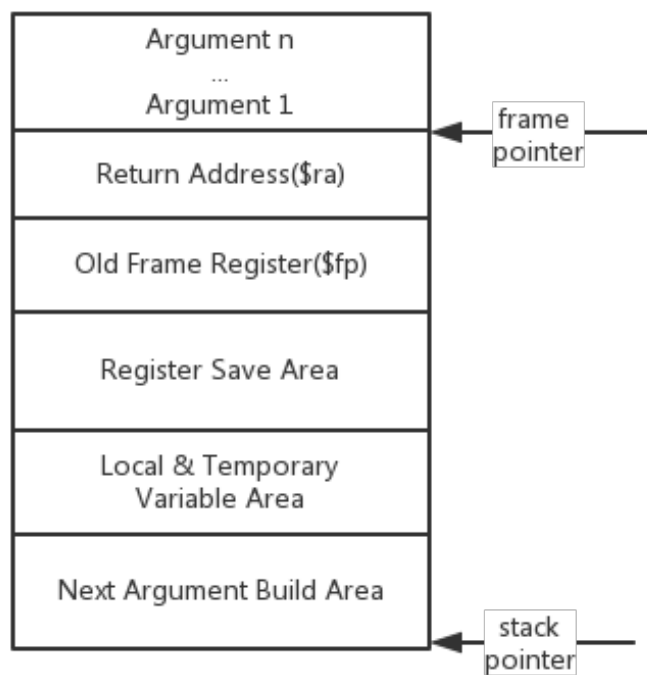 Argument n
...
Argument 1
frame
pointer
Return Address($ra)
Old Frame Register($fp)
Register Save Area
Local & Temporary
Variable Area
Next Argument Build Area
stack
pointer